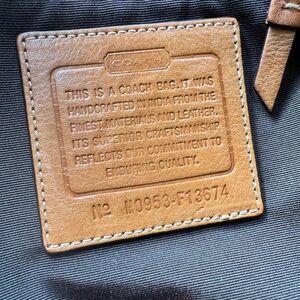 COACH
THIS IS A COACH BAG. IT WAS
HANDCRAFTED IN INDIA FROM THE
FINEST MATERIALS AND LEATHER.
ITS SUPERIOR CRAFTSMANSHIP
REFLECTS OUR COMMITMENT TO
ENDURING QUALITY.
Nº M0953-F13674